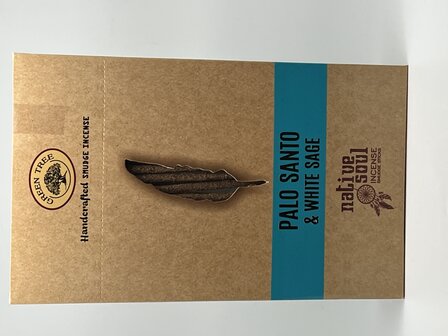 GREEN TREE
Handcrafted SMUDGE INCENSE
PALO SANTO
& WHITE SAGE
native
soul
INCENSE
SMUDGE STICKS